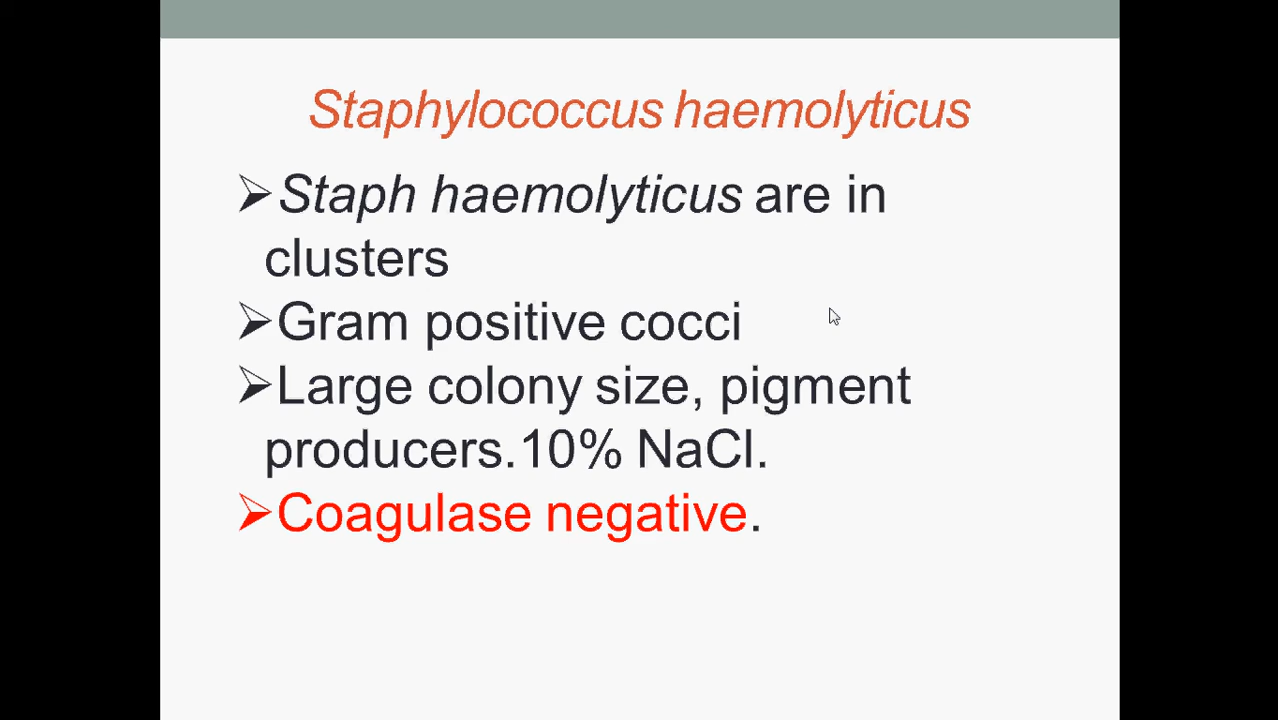 Staphylococcus haemolyticus
➢Staph haemolyticus are in
clusters
➢Gram positive cocci
➢Large colony size, pigment
producers.10% NaCl.
➢Coagulase negative.